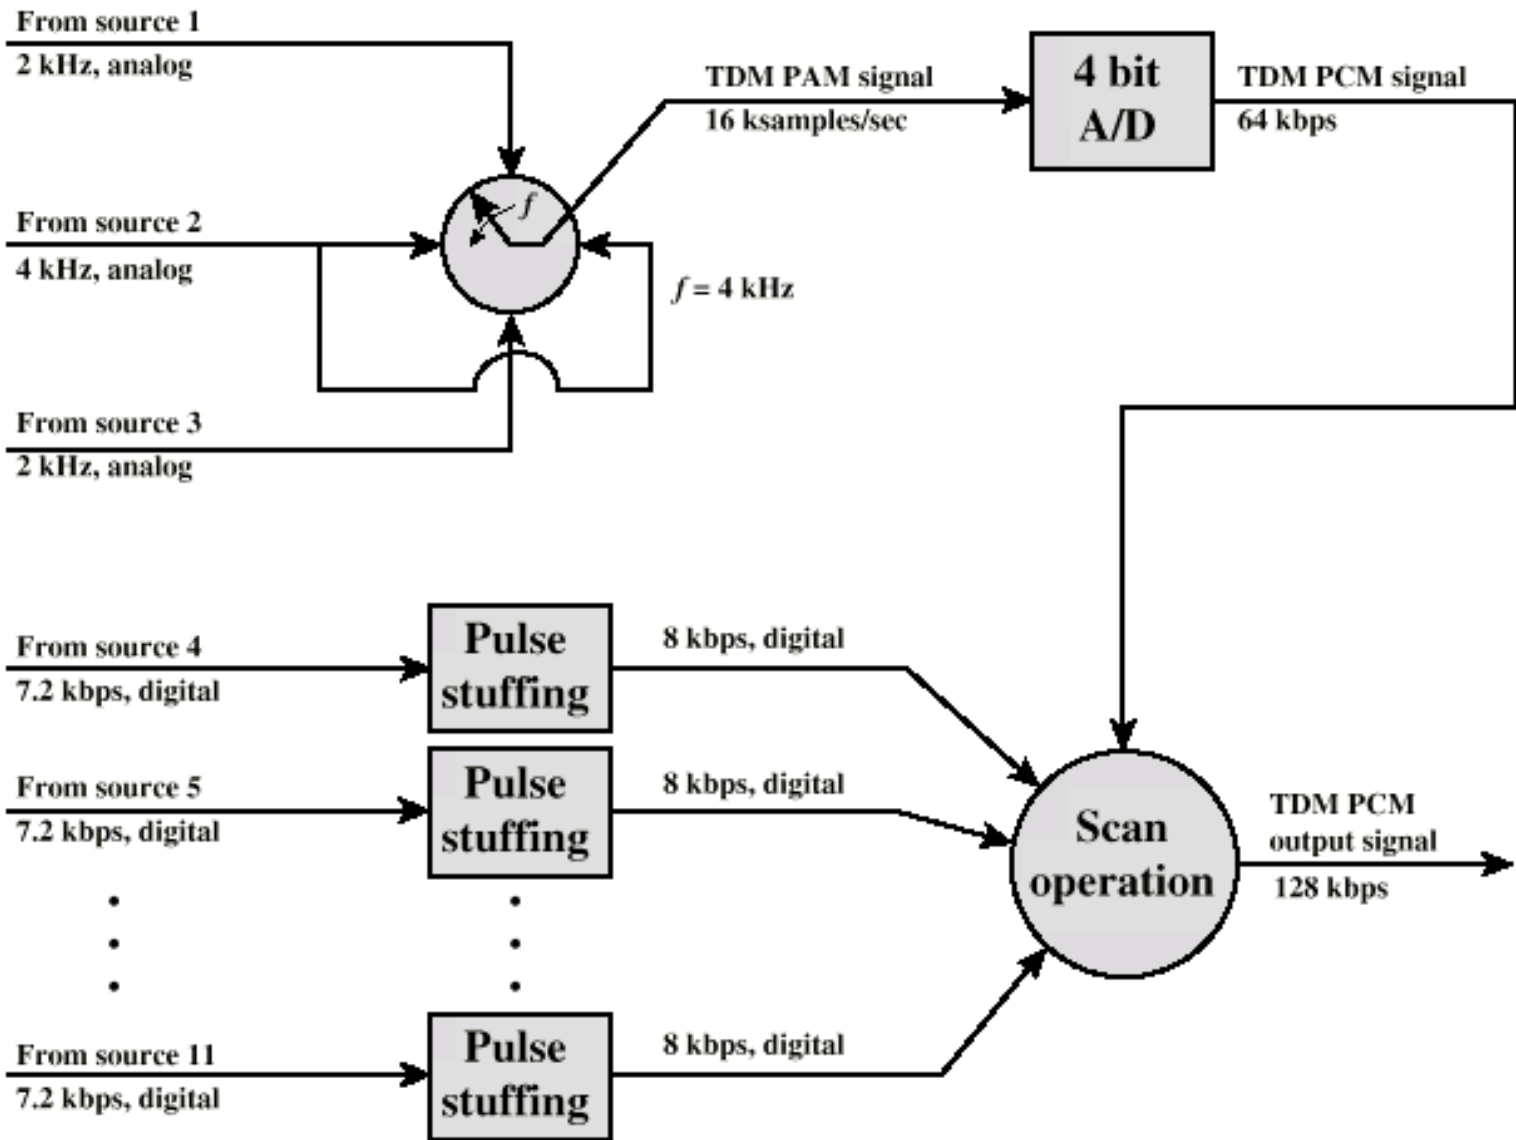 From source 1
2 kHz, analog
TDM PAM signal
16 ksamples/sec
4 bit
A/D
TDM PCM signal
64 kbps
From source 2
4 kHz, analog
f
f = 4 kHz
From source 3
2 kHz, analog
From source 4
7.2 kbps, digital
Pulse
stuffing
8 kbps, digital
From source 5
7.2 kbps, digital
Pulse
stuffing
8 kbps, digital
Scan
operation
TDM PCM
output signal
128 kbps
From source 11
7.2 kbps, digital
Pulse
stuffing
8 kbps, digital